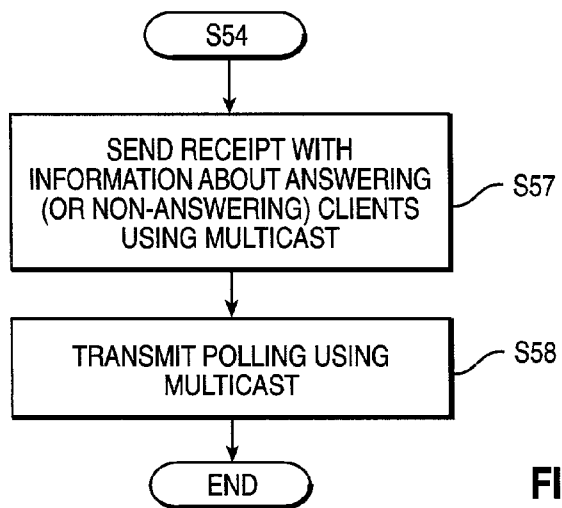 S54
SEND RECEIPT WITH
INFORMATION ABOUT ANSWERING
(OR NON-ANSWERING) CLIENTS
USING MULTICAST
S57
TRANSMIT POLLING USING
MULTICAST
S58
END
FI